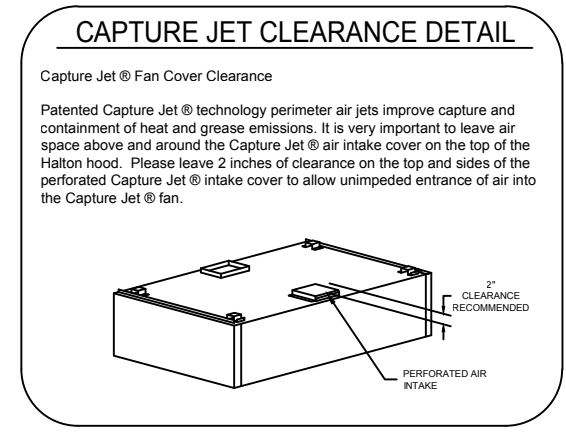 CAPTURE JET CLEARANCE DETAIL
Capture Jet ® Fan Cover Clearance
Patented Capture Jet ® technology perimeter air jets improve capture and
containment of heat and grease emissions. It is very important to leave air
space above and around the Capture Jet ® air intake cover on the top of the
Halton hood.  Please leave 2 inches of clearance on the top and sides of the
perforated Capture Jet ® intake cover to allow unimpeded entrance of air into
the Capture Jet ® fan.
2"
CLEARANCE
RECOMMENDED
PERFORATED AIR
INTAKE